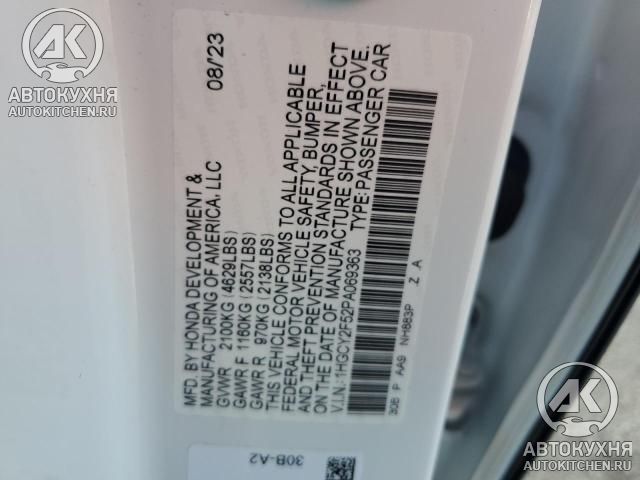 MFD. BY HONDA DEVELOPMENT & 08/23
MANUFACTURING OF AMERICA, LLC
GVWR 2100KG (4629LBS)
GAWR F 1160KG (2557LBS)
GAWR R 970KG (2138LBS)
THIS VEHICLE CONFORMS TO ALL APPLICABLE
FEDERAL MOTOR VEHICLE SAFETY, BUMPER,
AND THEFT PREVENTION STANDARDS IN EFFECT
ON THE DATE OF MANUFACTURE SHOWN ABOVE.
V.I.N.: 1HGCY2F52PA069363 TYPE: PASSENGER CAR
30B P AA9 NH883P Z A
30B-A2
АК
АВТОКУХНЯ
AUTOKITCHEN.RU
АК
АВТОКУХНЯ
AUTOKITCHEN.RU